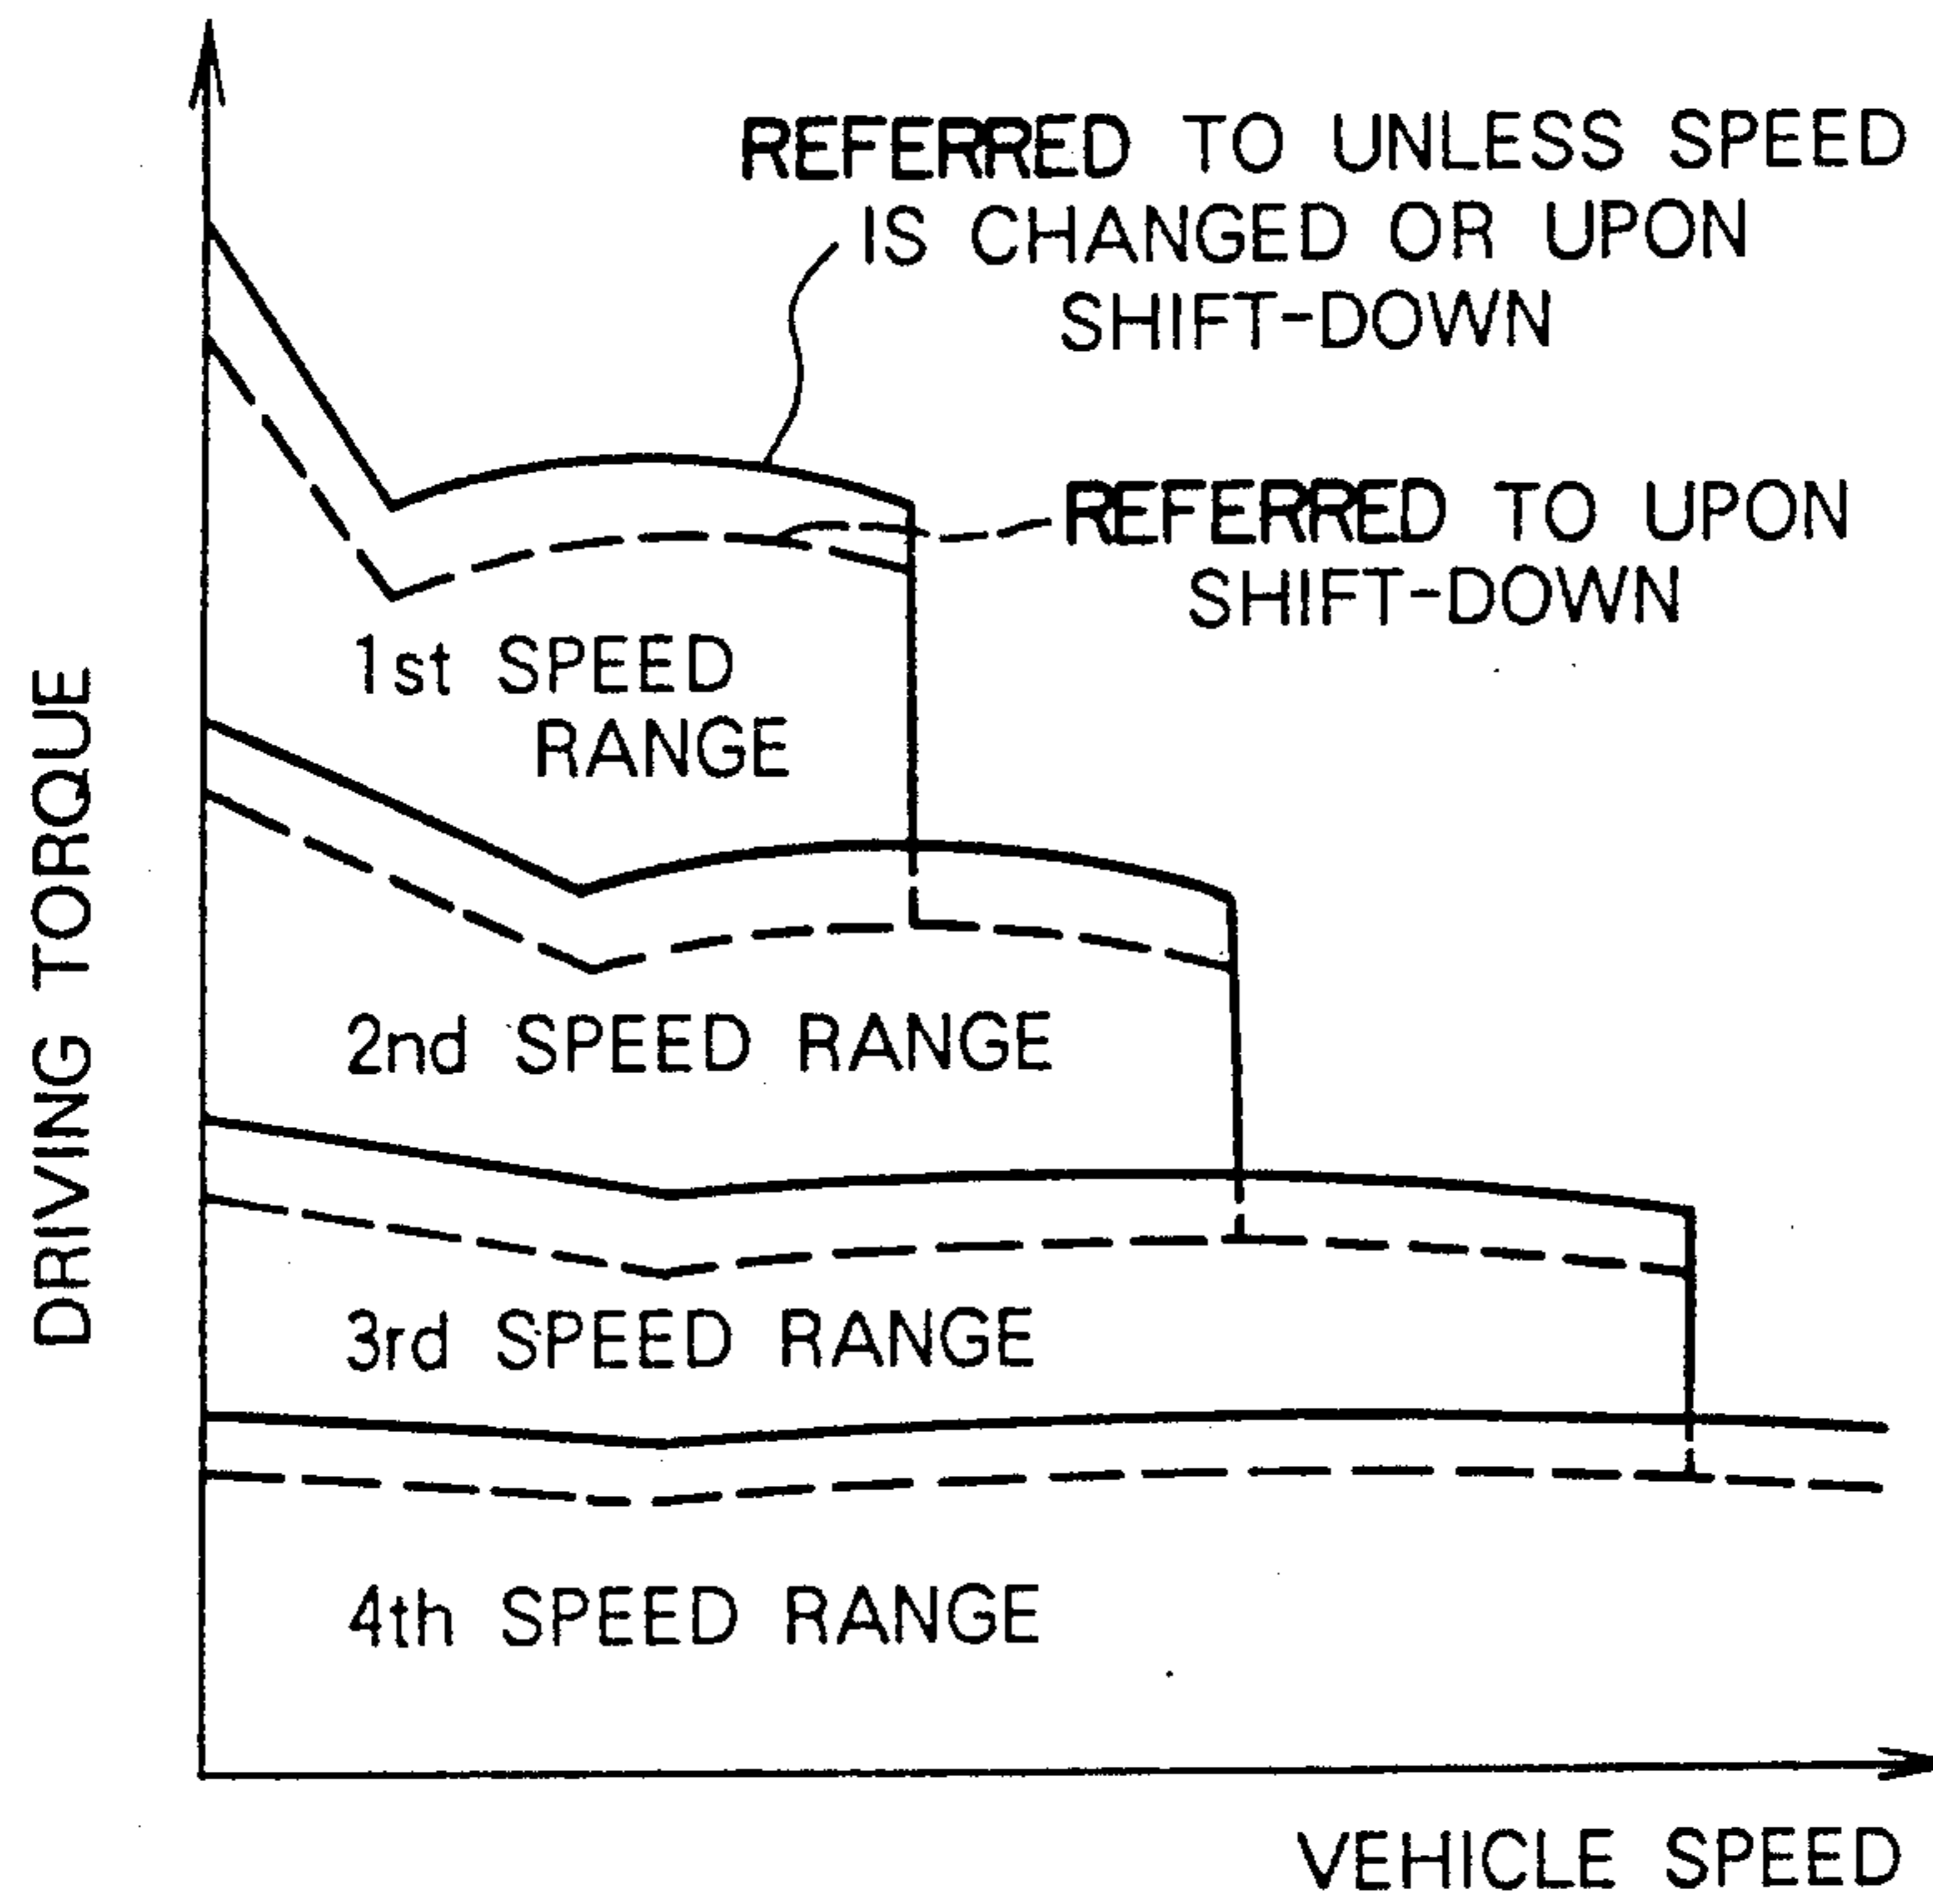 REFERRED TO UNLESS SPEED
IS CHANGED OR UPON
SHIFT-DOWN
REFERRED TO UPON
SHIFT-DOWN
1st SPEED
RANGE
2nd SPEED RANGE
3rd SPEED RANGE
4th SPEED RANGE
DRIVING TORQUE
VEHICLE SPEED